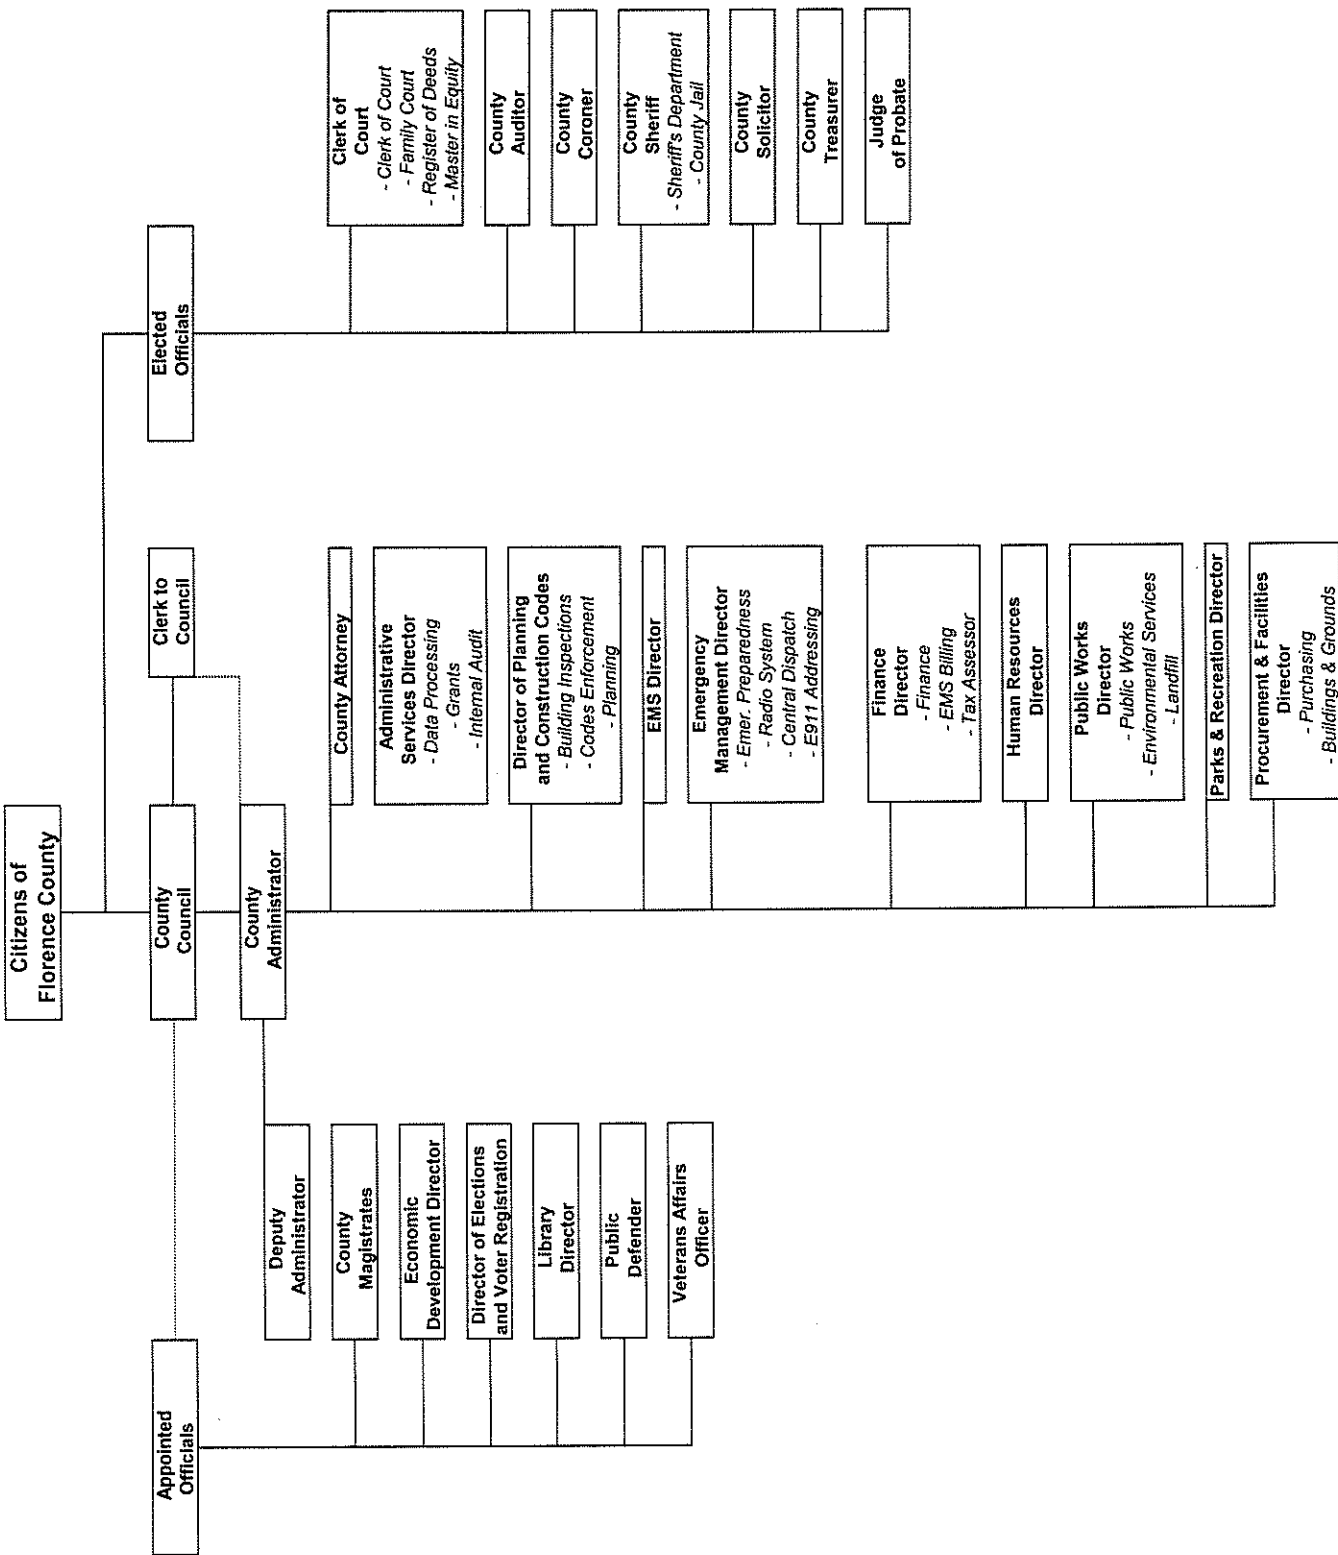 Citizens of
Florence County
Appointed
Officials
County
Council
Clerk to
Council
Elected
Officials
County
Administrator
Deputy
Administrator
County
Magistrates
Economic
Development Director
Director of Elections
and Voter Registration
Library
Director
Public
Defender
Veterans Affairs
Officer
County Attorney
Administrative
Services Director
- Data Processing
- Grants
- Internal Audit
Director of Planning
and Construction Codes
- Building Inspections
- Codes Enforcement
- Planning
EMS Director
Emergency
Management Director
- Emer. Preparedness
- Radio System
- Central Dispatch
- E911 Addressing
Finance
Director
- Finance
- EMS Billing
- Tax Assessor
Human Resources
Director
Public Works
Director
- Public Works
- Environmental Services
- Landfill
Parks & Recreation Director
Procurement & Facilities
Director
- Purchasing
- Buildings & Grounds
Clerk of
Court
- Clerk of Court
- Family Court
- Register of Deeds
- Master in Equity
County
Auditor
County
Coroner
County
Sheriff
- Sheriff's Department
- County Jail
County
Solicitor
County
Treasurer
Judge
of Probate